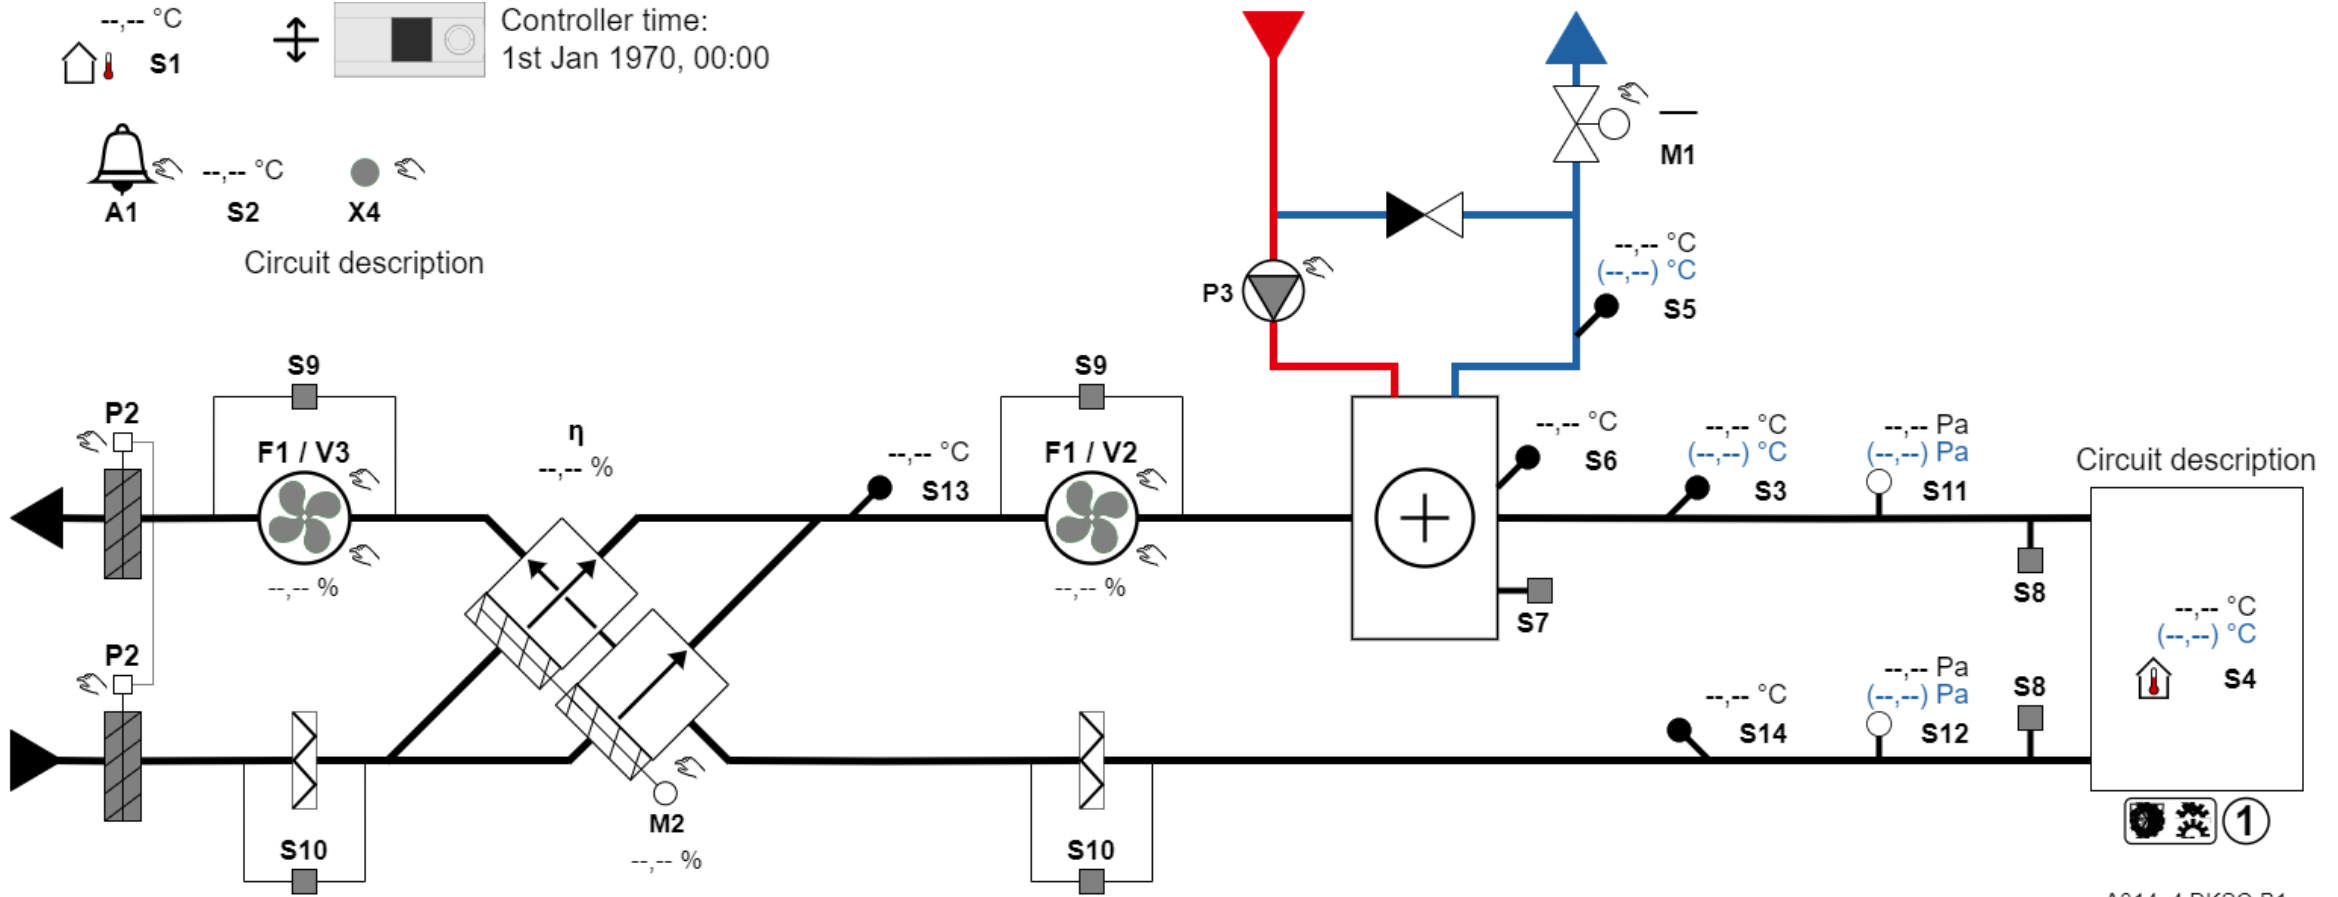 --,-- °C
S1
Controller time:
1st Jan 1970, 00:00
A1
--,-- °C
S2
X4
Circuit description
M1
--,-- °C
(--,--) °C
S5
P3
S9
P2
F1 / V3
--,-- %
η
--,-- %
--,-- °C
S13
S9
F1 / V2
--,-- %
--,-- °C
S6
S7
--,-- °C
(--,--) °C
S3
--,-- Pa
(--,--) Pa
S11
S8
Circuit description
--,-- °C
(--,--) °C
S4
1
P2
S10
M2
--,-- %
S10
--,-- °C
S14
--,-- Pa
(--,--) Pa
S12
S8